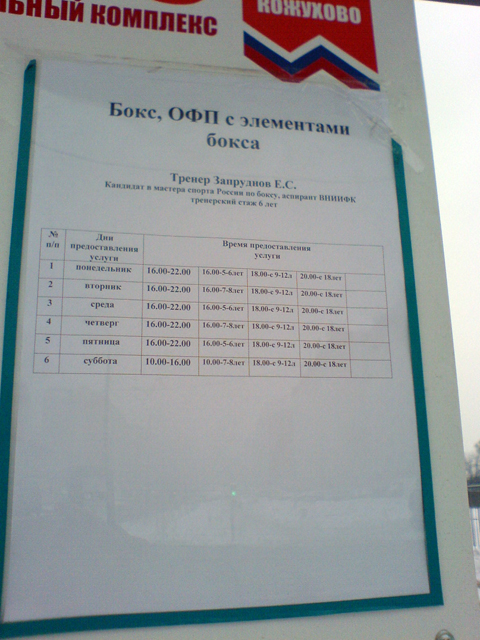 ЬНЫЙ КОМПЛЕКС
КОЖУХОВО
Бокс, ОФП с элементами
бокса
Тренер Запруднов Е.С.
Кандидат в мастера спорта России по боксу, аспирант ВНИИФК
тренерский стаж 6 лет
№ п/п Дни предоставления услуги Время предоставления услуги
1 понедельник 16.00-22.00 16.00-5-6лет 18.00-с 9-12л 20.00-с 18лет
2 вторник 16.00-22.00 16.00-7-8лет 18.00-с 9-12л 20.00-с 18лет
3 среда 16.00-22.00 16.00-5-6лет 18.00-с 9-12л 20.00-с 18лет
4 четверг 16.00-22.00 16.00-7-8лет 18.00-с 9-12л 20.00-с 18лет
5 пятница 16.00-22.00 16.00-5-6лет 18.00-с 9-12л 20.00-с 18лет
6 суббота 10.00-16.00 10.00-7-8лет 18.00-с 9-12л 20.00-с 18лет